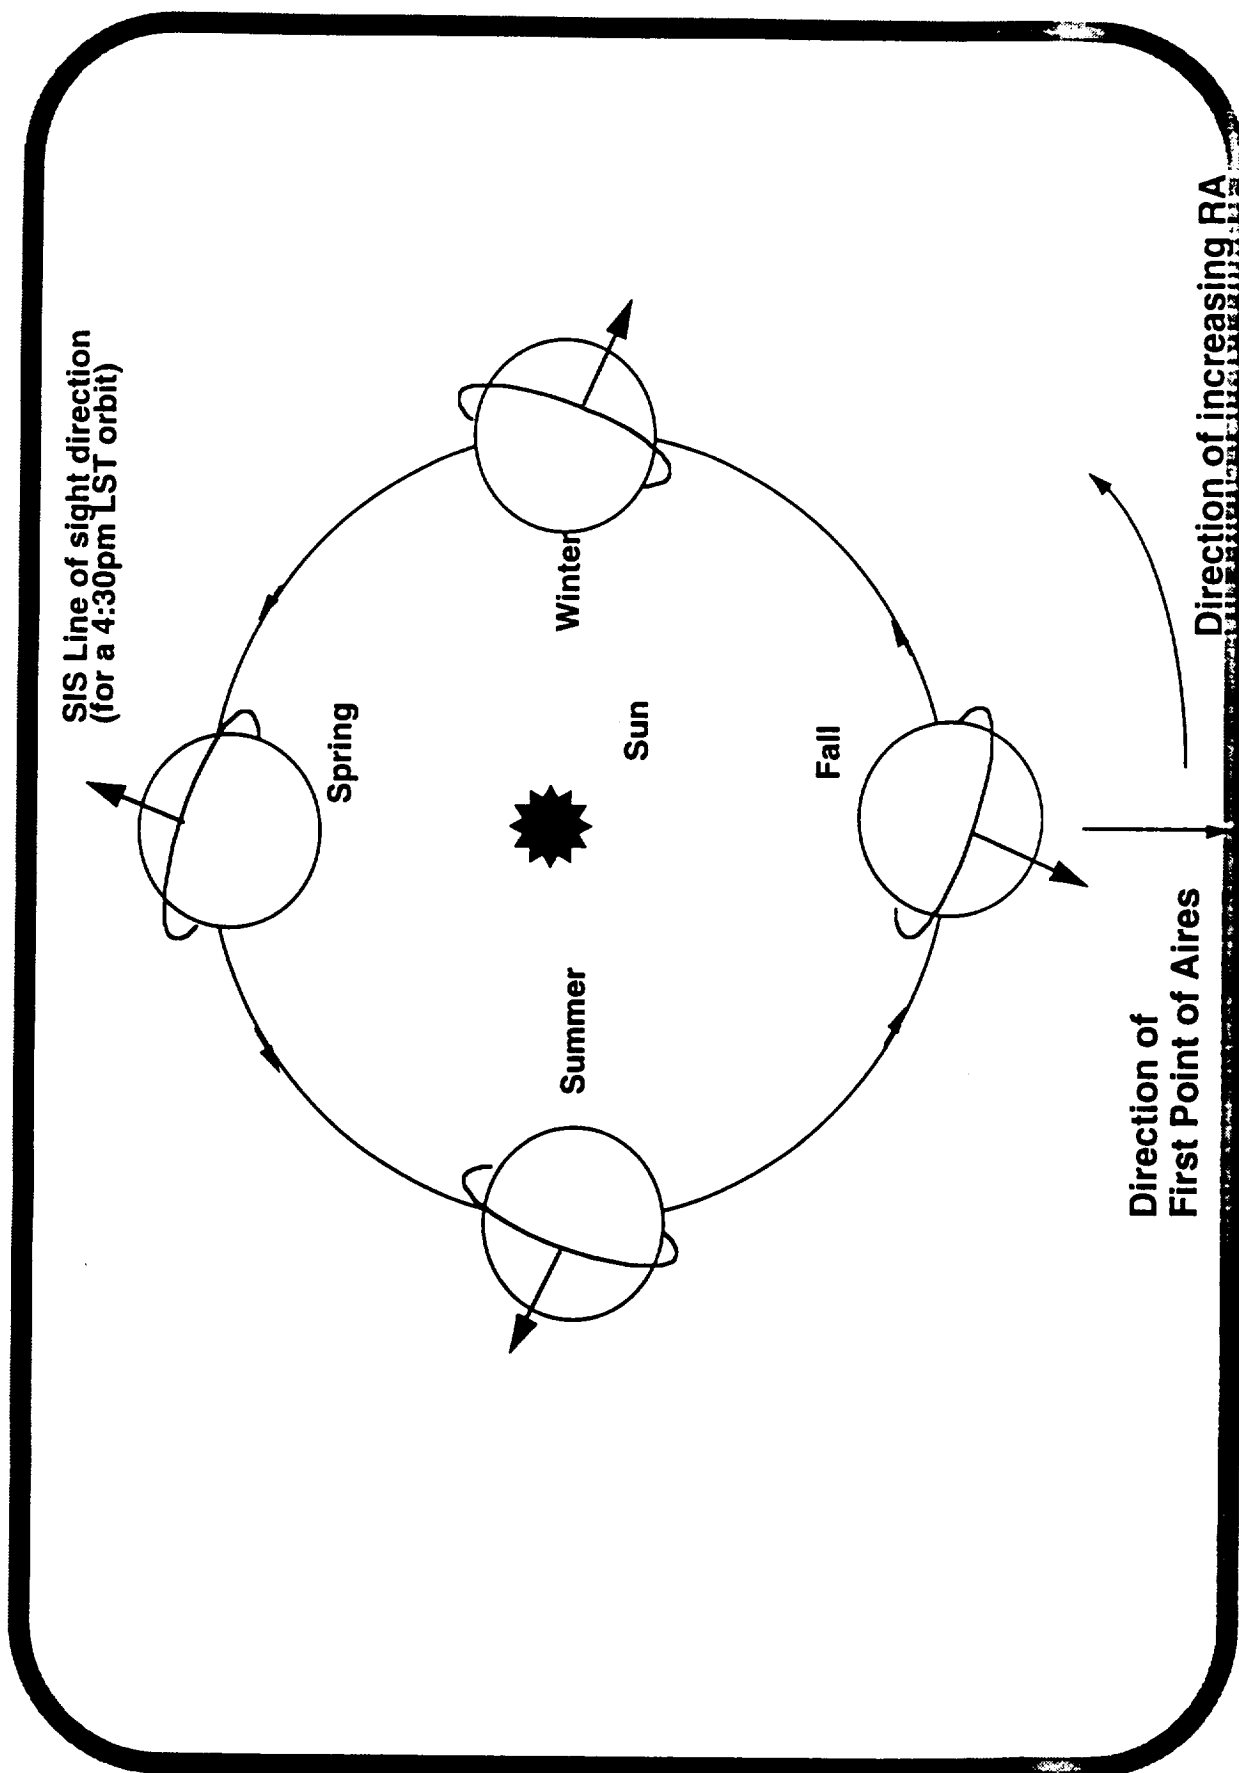 SIS Line of sight direction
(for a 4:30pm LST orbit)
Spring
Winter
Sun
Summer
Fall
Direction of
First Point of Aires
Direction of increasing RA